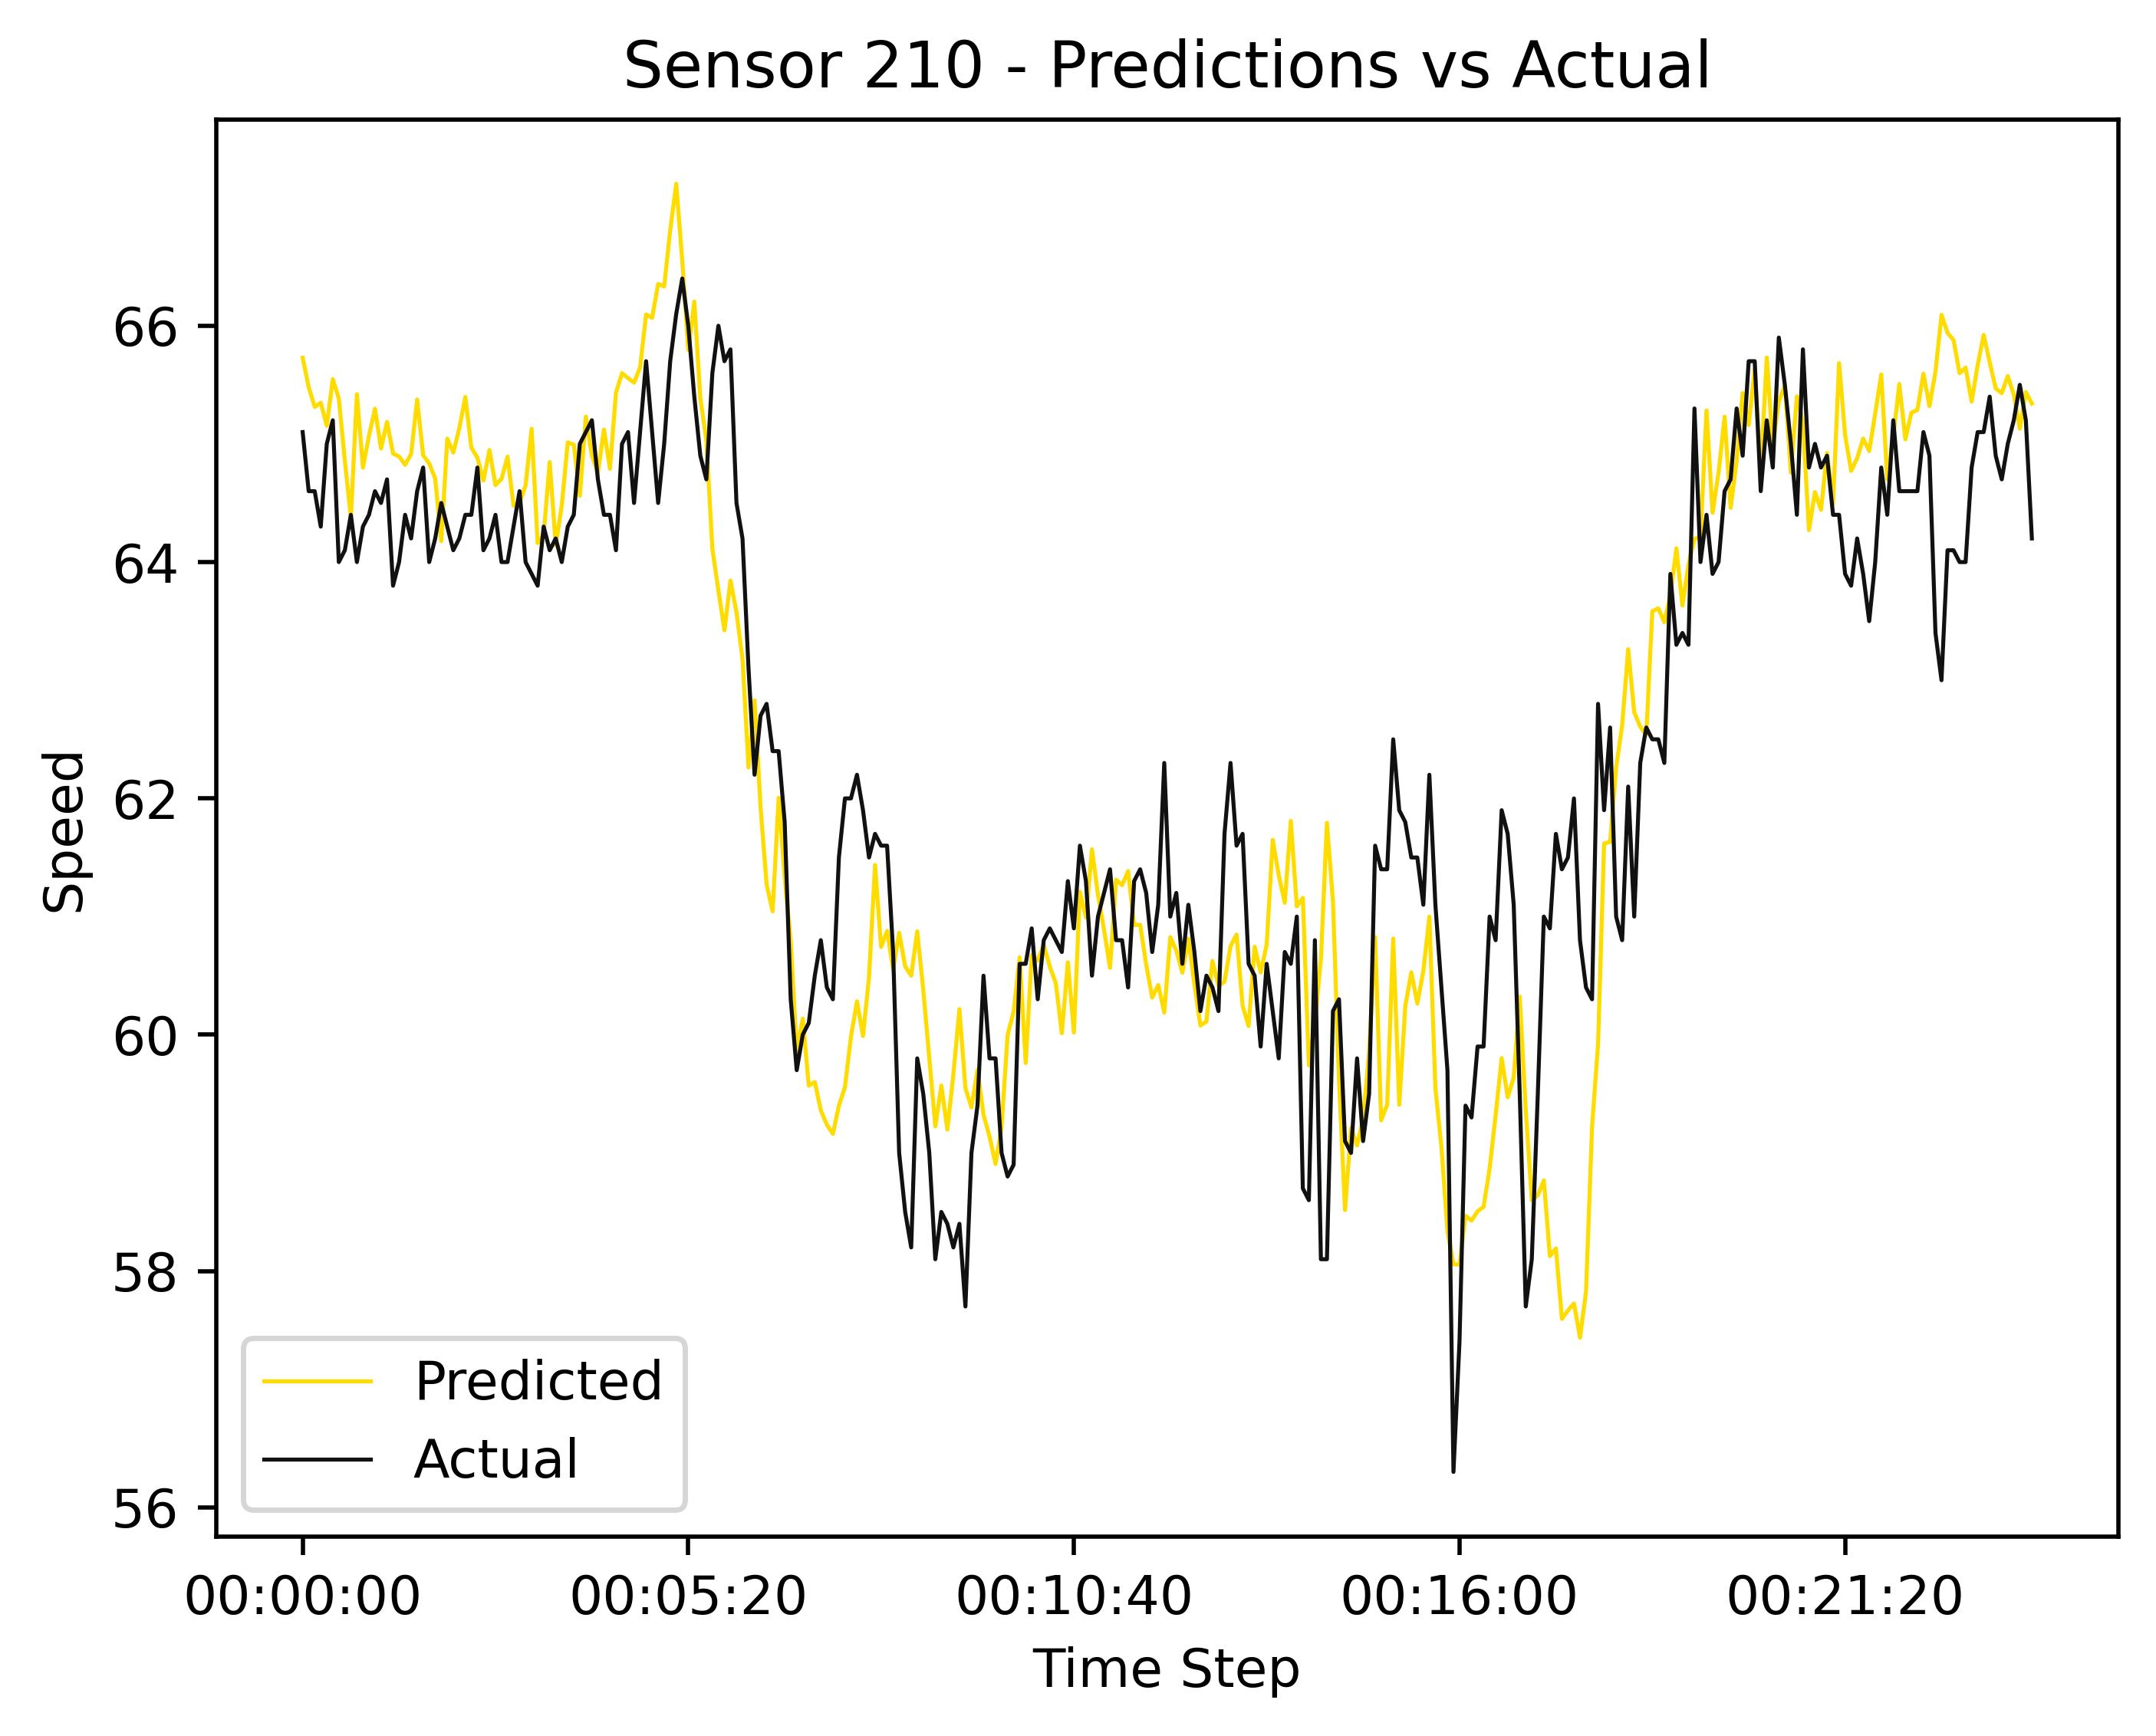 Sensor 210 - Predictions vs Actual
66
64
62
60
58
56
Speed
Predicted
Actual
00:00:00 00:05:20 00:10:40 00:16:00 00:21:20
Time Step